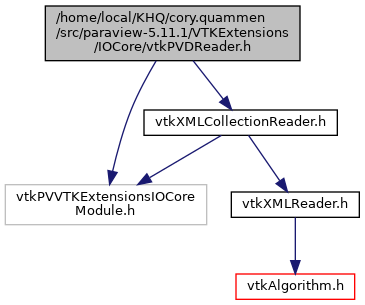 /home/local/KHQ/cory.quammen
/src/paraview-5.11.1/VTKExtensions
/IOCore/vtkPVDReader.h
vtkXMLCollectionReader.h
vtkPVVTKExtensionsIOCore
Module.h
vtkXMLReader.h
vtkAlgorithm.h